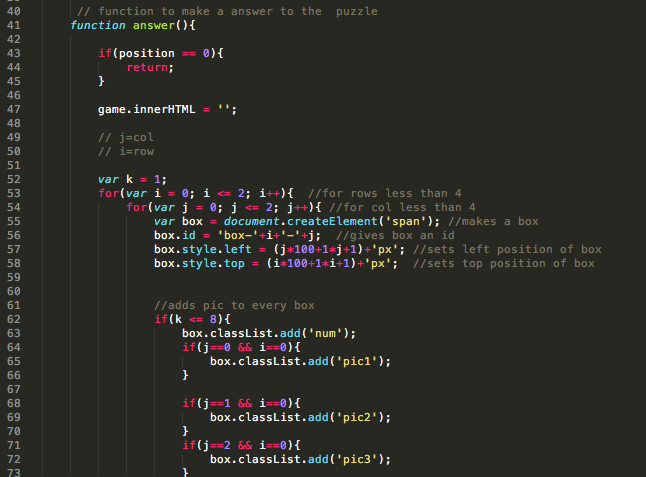 40 // function to make a answer to the  puzzle
41 function answer(){
42
43 if(position == 0){
44 return;
45 }
46
47 game.innerHTML = '';
48
49 // j=col
50 // i=row
51
52 var k = 1;
53 for(var i = 0; i <= 2; i++){  //for rows less than 4
54 for(var j = 0; j <= 2; j++){ //for col less than 4
55 var box = document.createElement('span'); //makes a box
56 box.id = 'box-'+i+'-'+j;  //gives box an id
57 box.style.left = (j*100+1*j+1)+'px'; //sets left position of box
58 box.style.top = (i*100+1*i+1)+'px';  //sets top position of box
59
60
61 //adds pic to every box
62 if(k <= 8){
63 box.classList.add('num');
64 if(j==0 && i==0){
65 box.classList.add('pic1');
66 }
67
68 if(j==1 && i==0){
69 box.classList.add('pic2');
70 }
71 if(j==2 && i==0){
72 box.classList.add('pic3');
73 }